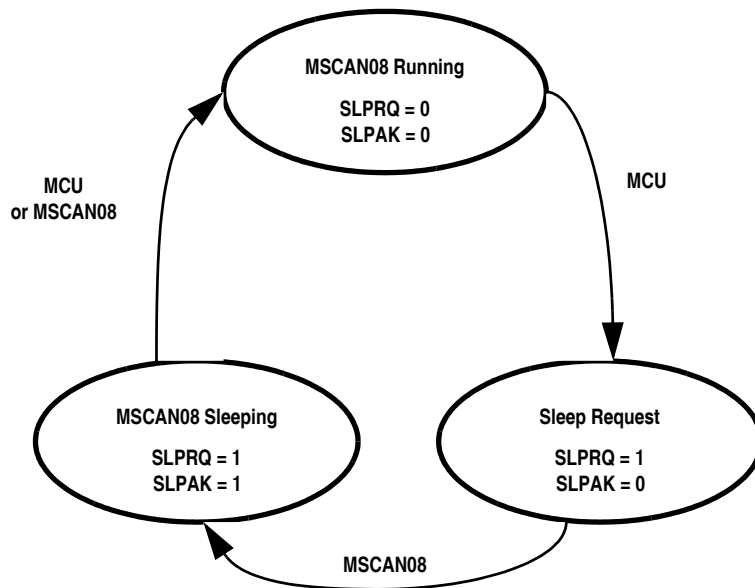 MSCAN08 Running
SLPRQ = 0
SLPAK = 0
MCU
or MSCAN08
MCU
MSCAN08 Sleeping
SLPRQ = 1
SLPAK = 1
Sleep Request
SLPRQ = 1
SLPAK = 0
MSCAN08